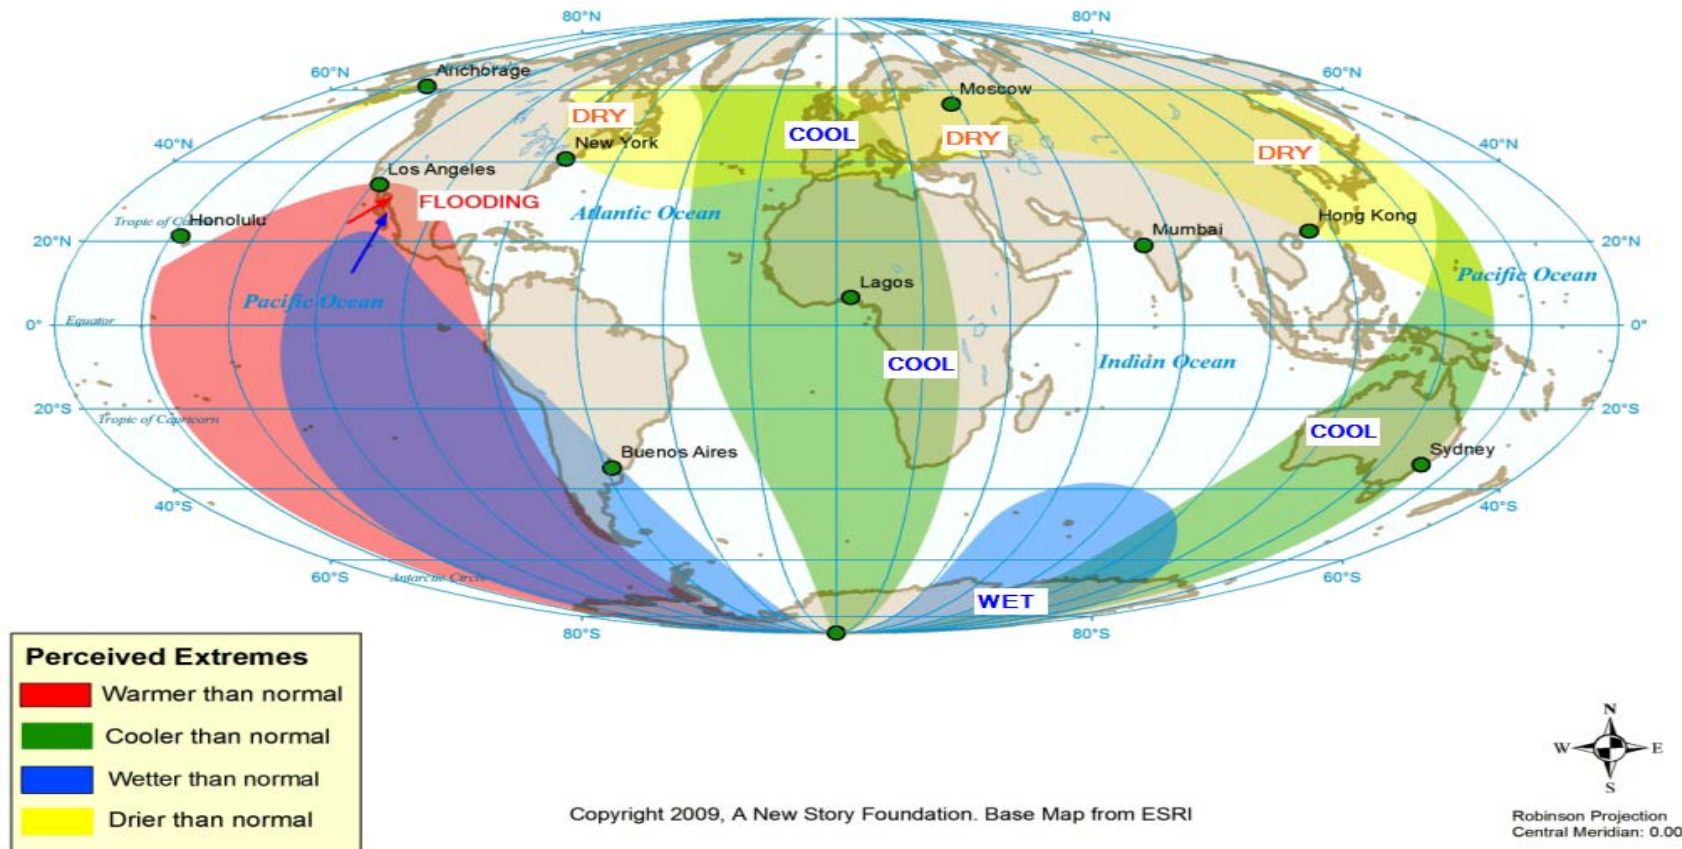 80°N
80°N
60°N
Anchorage
60°N
Moscow
DRY
COOL
New York
DRY
DRY
40°N
40°N
Los Angeles
FLOODING
Atlantic Ocean
Tropic of
Honolulu
Hong Kong
Mumbai
20°N
20°N
Pacific Ocean
Lagos
Pacific Ocean
Equator
0°
0°
COOL
Indian Ocean
20°S
20°S
Tropic of Capricorn
COOL
Buenos Aires
Sydney
40°S
40°S
60°S
Antarctic Circle
60°S
WET
80°S
80°S
Perceived Extremes
Warmer than normal
Cooler than normal
Wetter than normal
Drier than normal
Copyright 2009, A New Story Foundation. Base Map from ESRI
N
W
E
S
Robinson Projection
Central Meridian: 0.00